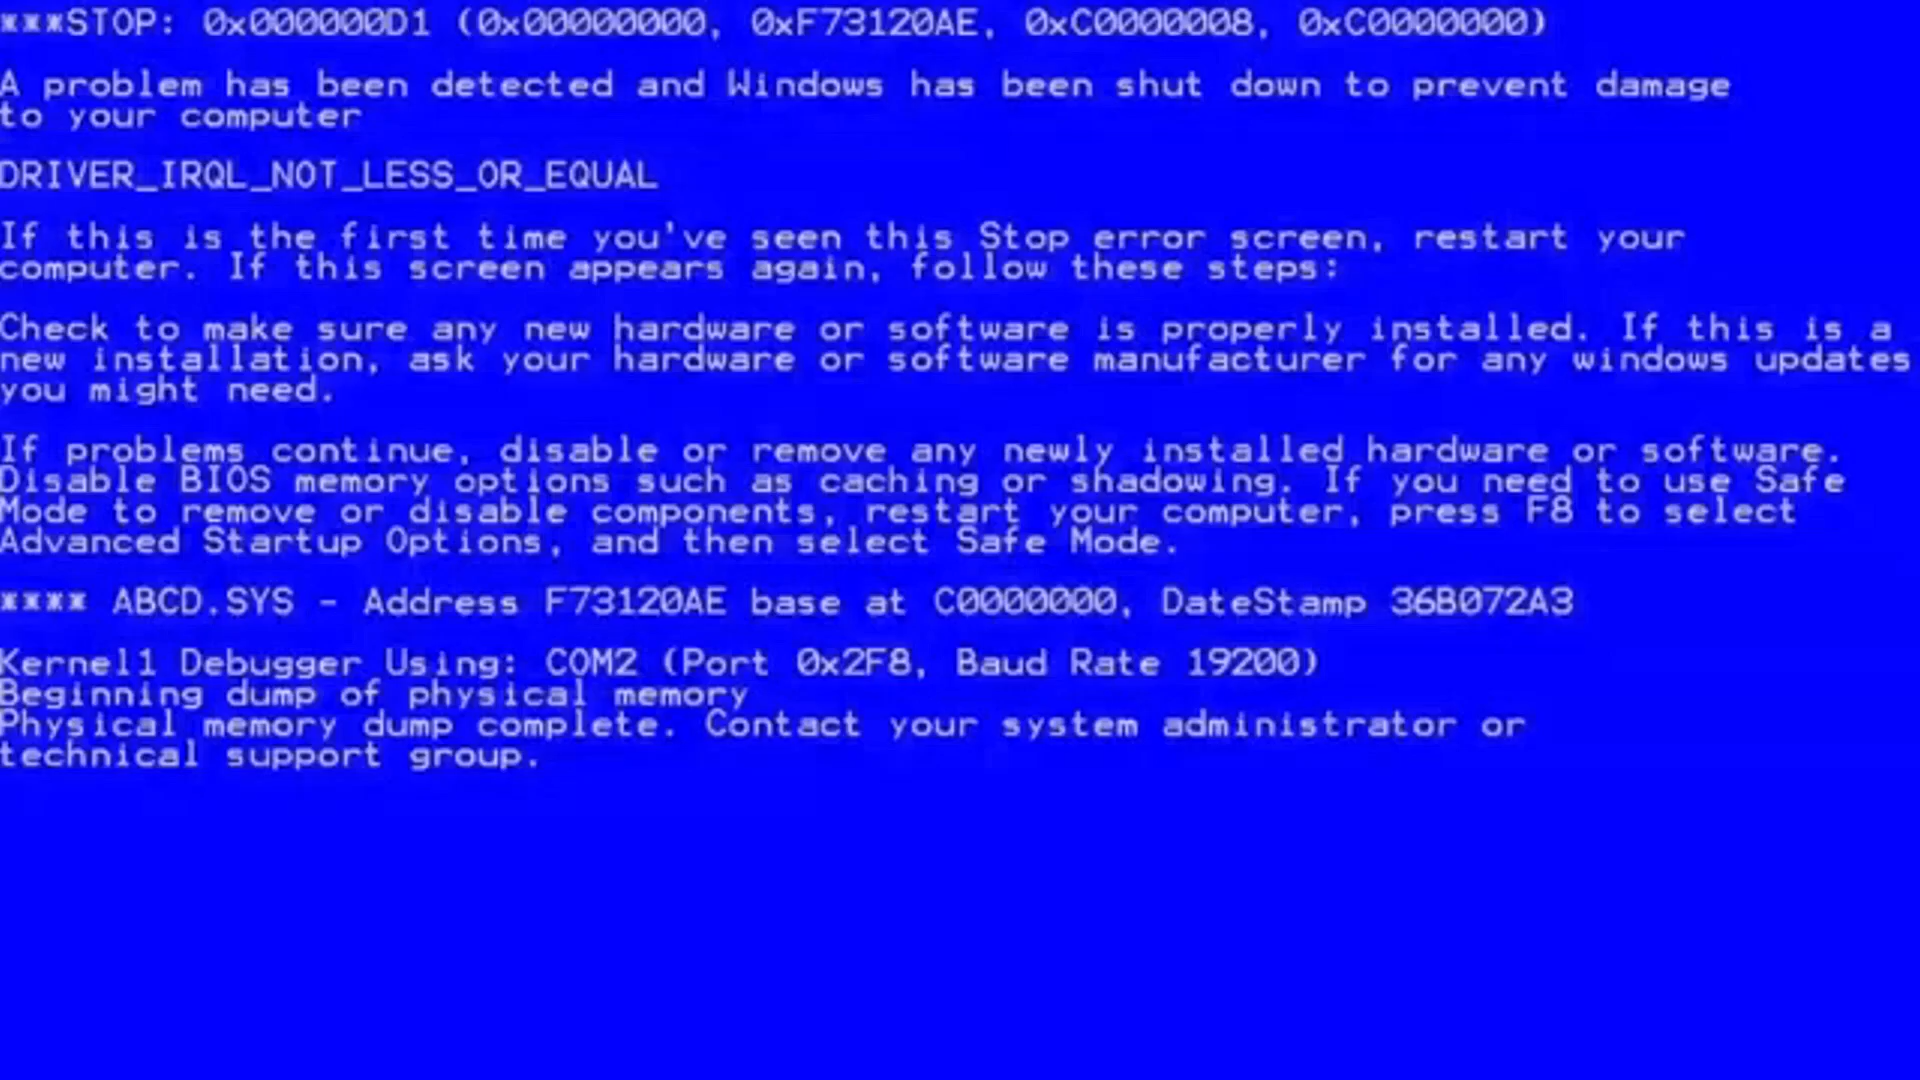 ***STOP: 0x000000D1 (0x00000000, 0xF73120AE, 0xC0000008, 0xC0000000)
A problem has been detected and Windows has been shut down to prevent damage
to your computer
DRIVER_IRQL_NOT_LESS_OR_EQUAL
If this is the first time you've seen this Stop error screen, restart your
computer. If this screen appears again, follow these steps:
Check to make sure any new hardware or software is properly installed. If this is a
new installation, ask your hardware or software manufacturer for any windows updates
you might need.
If problems continue, disable or remove any newly installed hardware or software.
Disable BIOS memory options such as caching or shadowing. If you need to use Safe
Mode to remove or disable components, restart your computer, press F8 to select
Advanced Startup Options, and then select Safe Mode.
**** ABCD.SYS - Address F73120AE base at C0000000, DateStamp 36B072A3
Kernel1 Debugger Using: COM2 (Port 0x2F8, Baud Rate 19200)
Beginning dump of physical memory
Physical memory dump complete. Contact your system administrator or
technical support group.